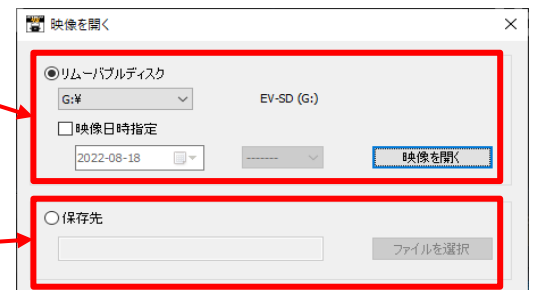 映像を開く
リムーバブルディスク
G:¥ EV-SD (G:)
映像日時指定
2022-08-18 ------- 映像を開く
保存先
ファイルを選択